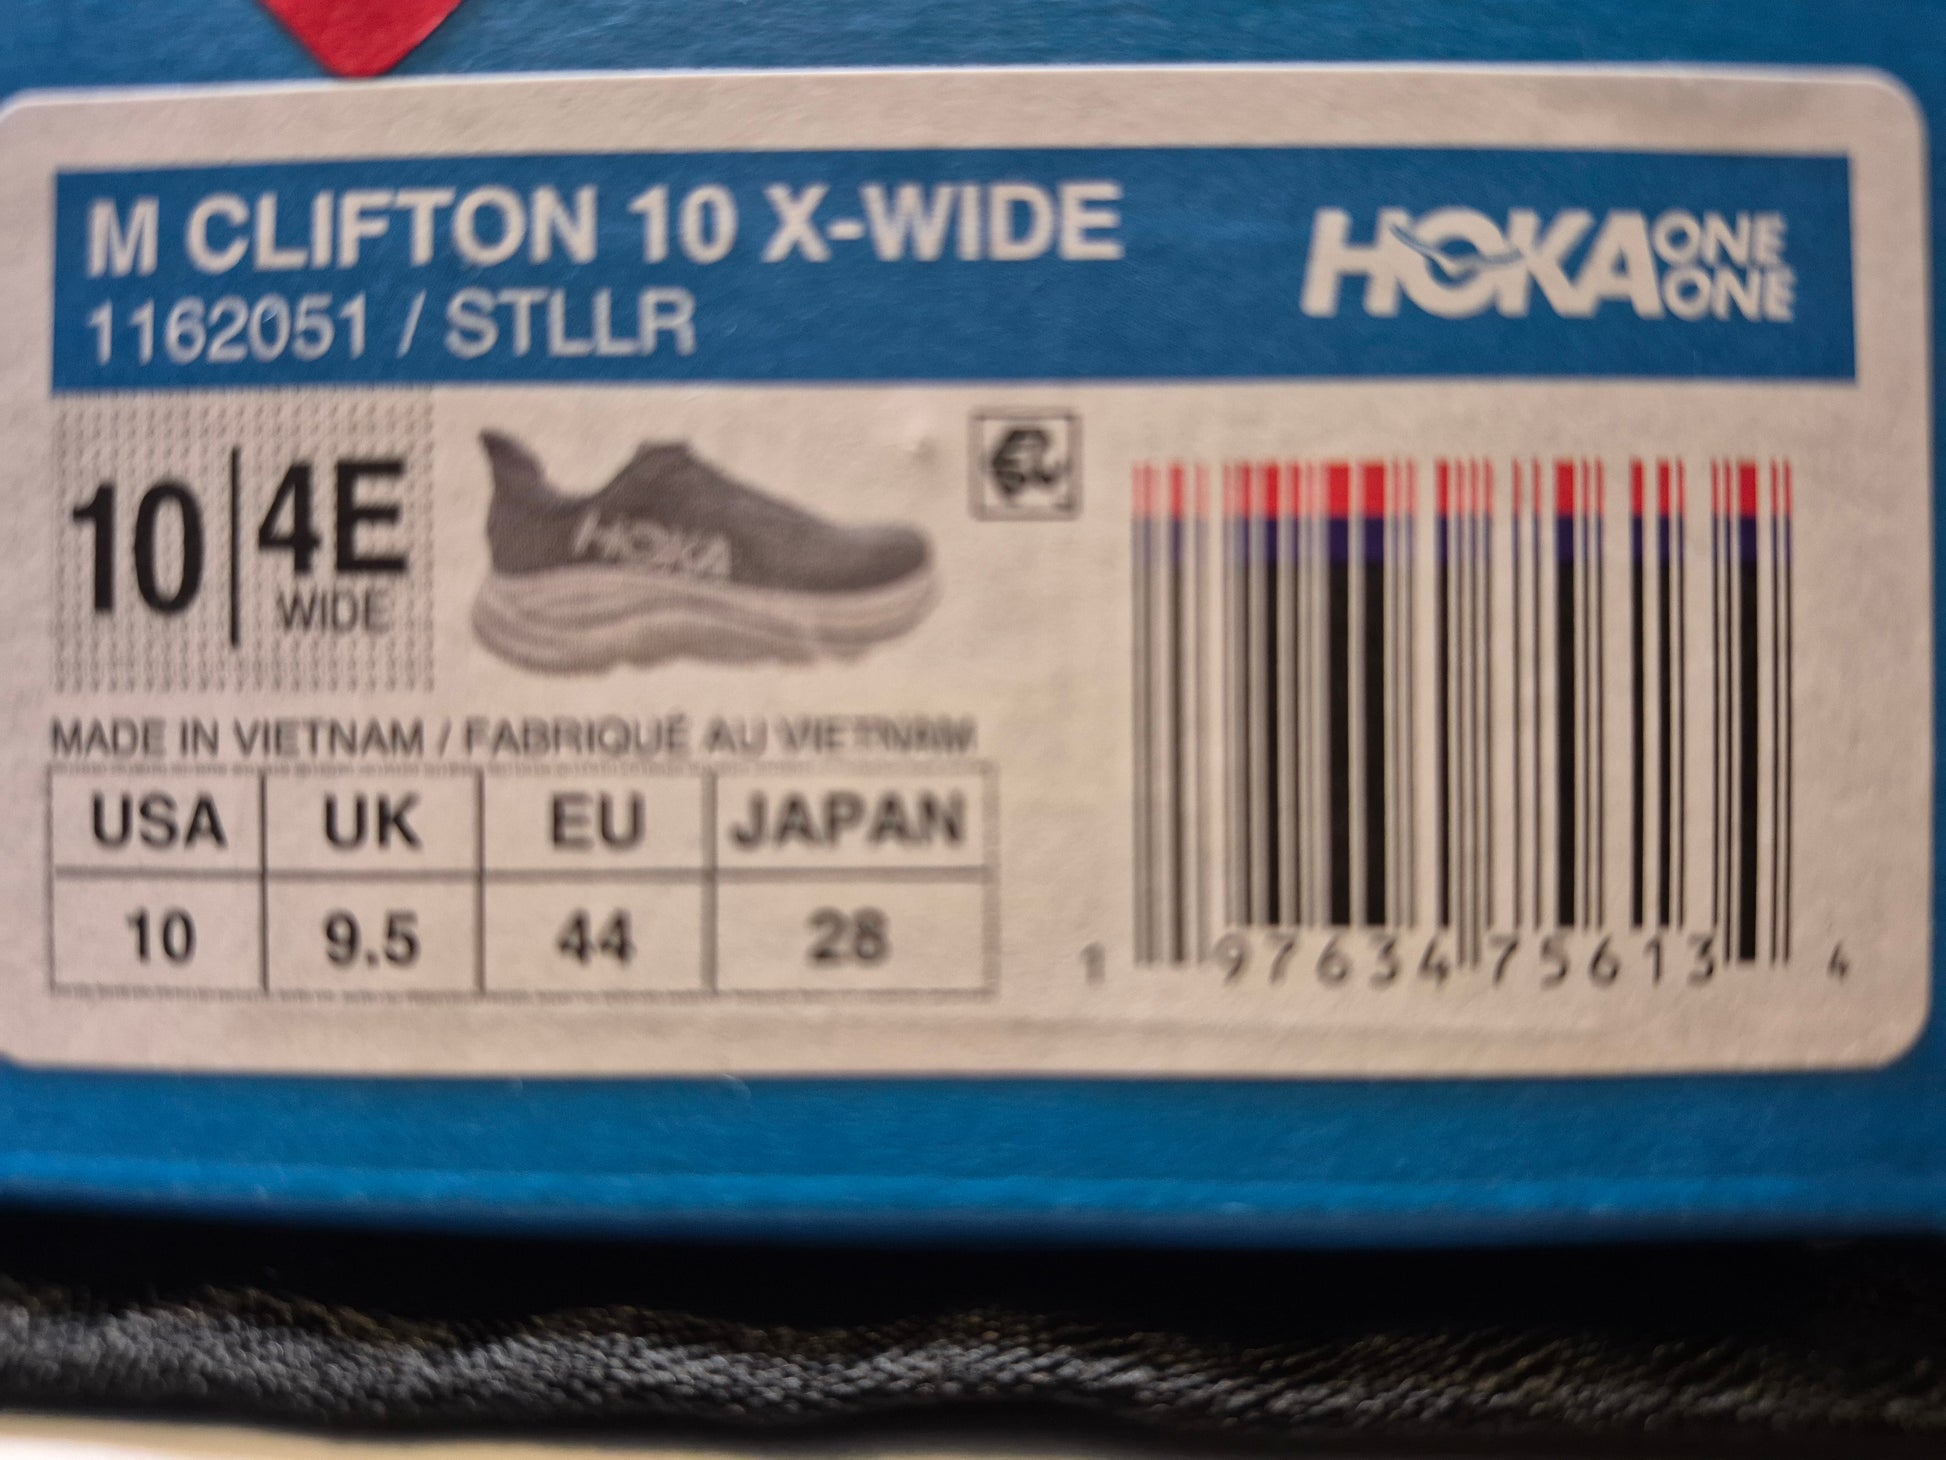 M CLIFTON 10 X-WIDE
1162051 / STLLR
HOKA ONE ONE
10 | 4E
WIDE
HOKA
MADE IN VIETNAM / FABRIQUÉ AU VIETNAM
USA UK EU JAPAN
10 9.5 44 28
1 97634 75613 4